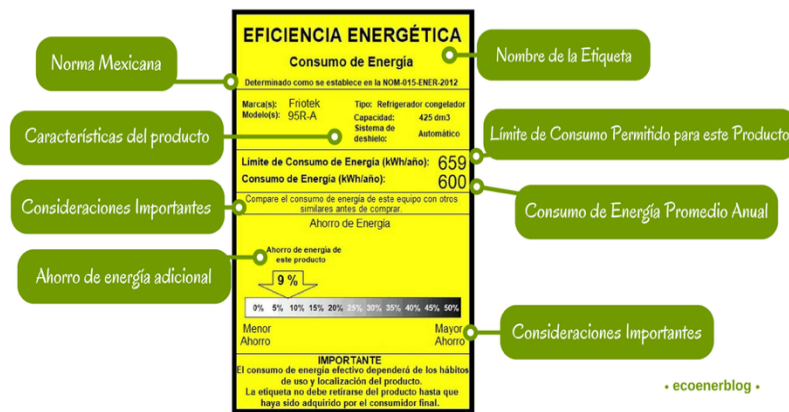 EFICIENCIA ENERGÉTICA
Consumo de Energía
Determinado como se establece en la NOM-015-ENER-2012
Marca(s): Friotek
Modelo(s): 95R-A
Tipo: Refrigerador congelador
Capacidad: 425 dm3
Sistema de
deshielo: Automático
Límite de Consumo de Energía (kWh/año): 659
Consumo de Energía (kWh/año): 600
Compare el consumo de energía de este equipo con otros
similares antes de comprar.
Ahorro de Energía
Ahorro de energía de
este producto
9 %
0% 5% 10% 15% 20% 25% 30% 35% 40% 45% 50%
Menor
Ahorro
Mayor
Ahorro
IMPORTANTE
El consumo de energía efectivo dependerá de los hábitos
de uso y localización del producto.
La etiqueta no debe retirarse del producto hasta que
haya sido adquirido por el consumidor final.
Norma Mexicana
Características del producto
Consideraciones Importantes
Ahorro de energía adicional
Nombre de la Etiqueta
Límite de Consumo Permitido para este Producto
Consumo de Energía Promedio Anual
Consideraciones Importantes
• ecoenerblog •